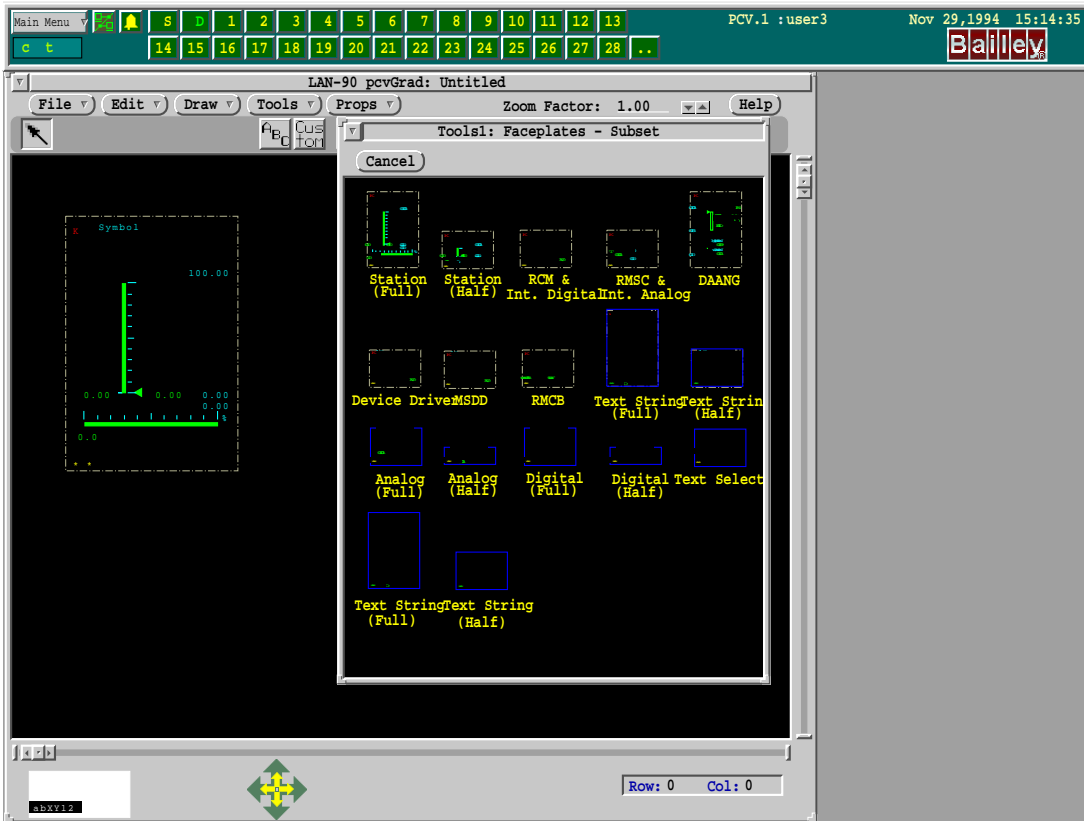 Main Menu S D 1 2 3 4 5 6 7 8 9 10 11 12 13 PCV.1 :user3 Nov 29,1994 15:14:35
c t 14 15 16 17 18 19 20 21 22 23 24 25 26 27 28 .. Bailey®
LAN-90 pcvGrad: Untitled
File Edit Draw Tools Props Zoom Factor: 1.00 Help
ABC Custom
Tools1: Faceplates - Subset
Cancel
X Symbol
100.00
0.00 0.00 0.00
0.00
%
0.0
* *
Station (Full)
Station (Half)
RCM & Int. Digital
RMSC & Int. Analog
DAANG
Device Driver
MSDD
RMCB
Text String (Full)
Text Strin (Half)
Analog (Full)
Analog (Half)
Digital (Full)
Digital (Half)
Text Select
Text String (Full)
Text String (Half)
abXY12
Row: 0 Col: 0